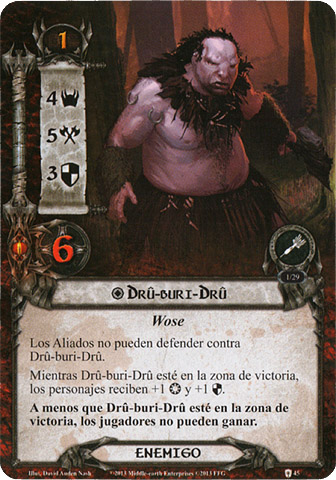 1
4
5
3
6
1/29
Drû-buri-Drû
Wose
Los Aliados no pueden defender contra
Drû-buri-Drû.
Mientras Drû-buri-Drû esté en la zona de victoria,
los personajes reciben +1 y +1.
A menos que Drû-buri-Drû esté en la zona de
victoria, los jugadores no pueden ganar.
ENEMIGO
Illus. David Auden Nash
©2013 Middle-earth Enterprises ©2013 FFG
45